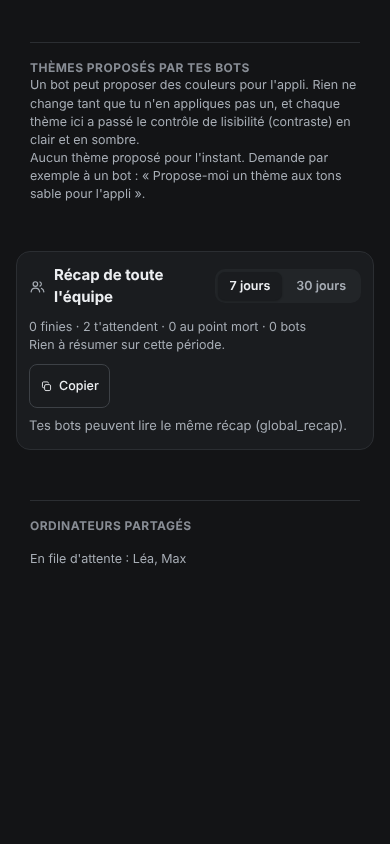 THÈMES PROPOSÉS PAR TES BOTS
Un bot peut proposer des couleurs pour l'appli. Rien ne
change tant que tu n'en appliques pas un, et chaque
thème ici a passé le contrôle de lisibilité (contraste) en
clair et en sombre.
Aucun thème proposé pour l'instant. Demande par
exemple à un bot : « Propose-moi un thème aux tons
sable pour l'appli ».
Récap de toute
l'équipe
7 jours
30 jours
0 finies · 2 t'attendent · 0 au point mort · 0 bots
Rien à résumer sur cette période.
Copier
Tes bots peuvent lire le même récap (global_recap).
ORDINATEURS PARTAGÉS
En file d'attente : Léa, Max